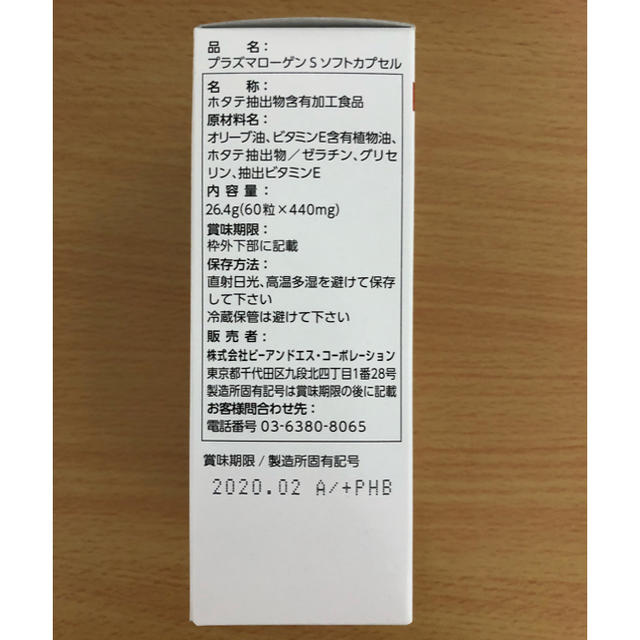 品　名：
プラズマローゲンSソフトカプセル
名　称：
ホタテ抽出物含有加工食品
原材料名：
オリーブ油、ビタミンE含有植物油、
ホタテ抽出物／ゼラチン、グリセ
リン、抽出ビタミンE
内容量：
26.4g(60粒×440mg)
賞味期限：
枠外下部に記載
保存方法：
直射日光、高温多湿を避けて保存
して下さい
冷蔵保管は避けて下さい
販売者：
株式会社ビーアンドエス・コーポレーション
東京都千代田区九段北四丁目1番28号
製造所固有記号は賞味期限の後に記載
お客様問合わせ先：
電話番号 03-6380-8065
賞味期限/製造所固有記号
2020.02 A/+PHB